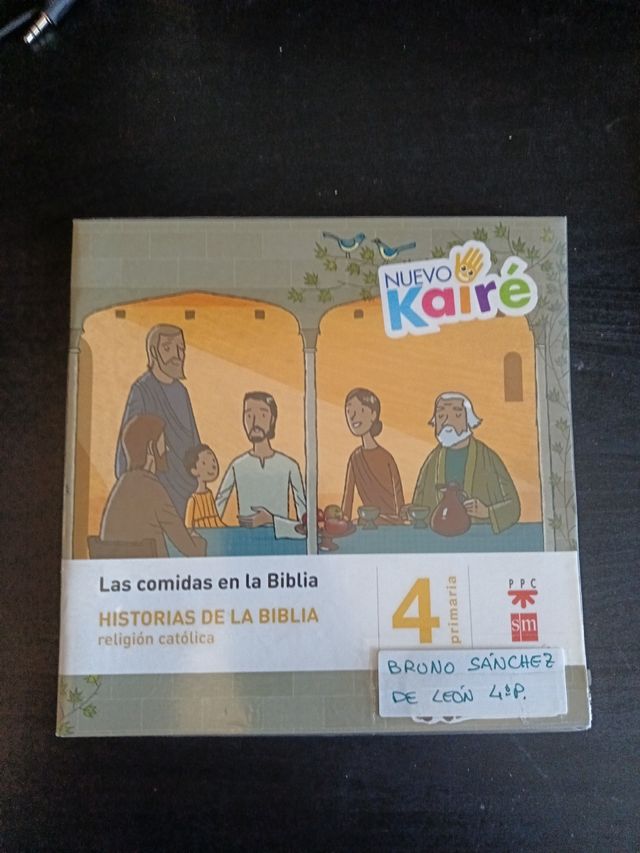 NUEVO
Kairé
Las comidas en la Biblia
HISTORIAS DE LA BIBLIA
religión católica
4
primaria
PPC
sm
BRUNO SÁNCHEZ
DE LEÓN 4ºP.